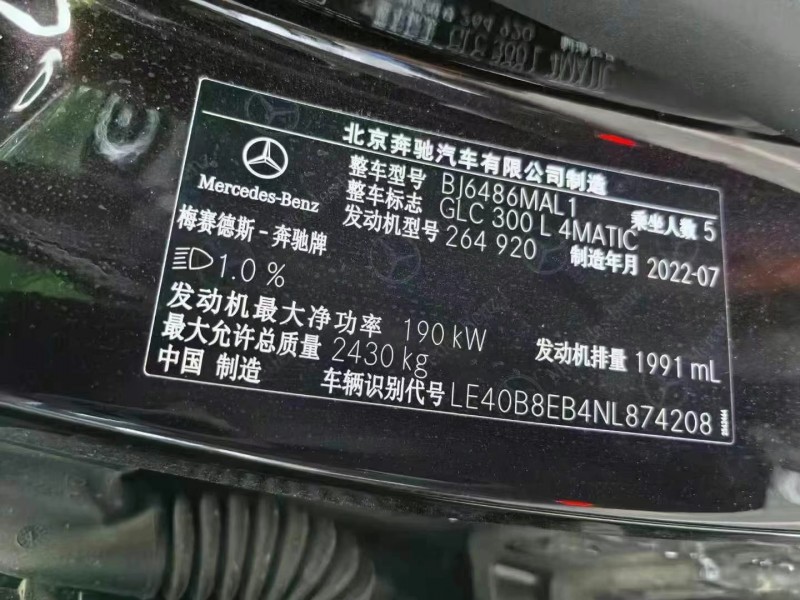 北京奔驰汽车有限公司制造
整车型号 BJ6486MAL1
整车标志 GLC 300 L 4MATIC 乘坐人数 5
Mercedes-Benz
发动机型号 264 920 制造年月 2022-07
梅赛德斯-奔驰牌
1.0 %
发动机最大净功率 190 kW 发动机排量 1991 mL
最大允许总质量 2430 kg
中国 制造 车辆识别代号 LE40B8EB4NL874208